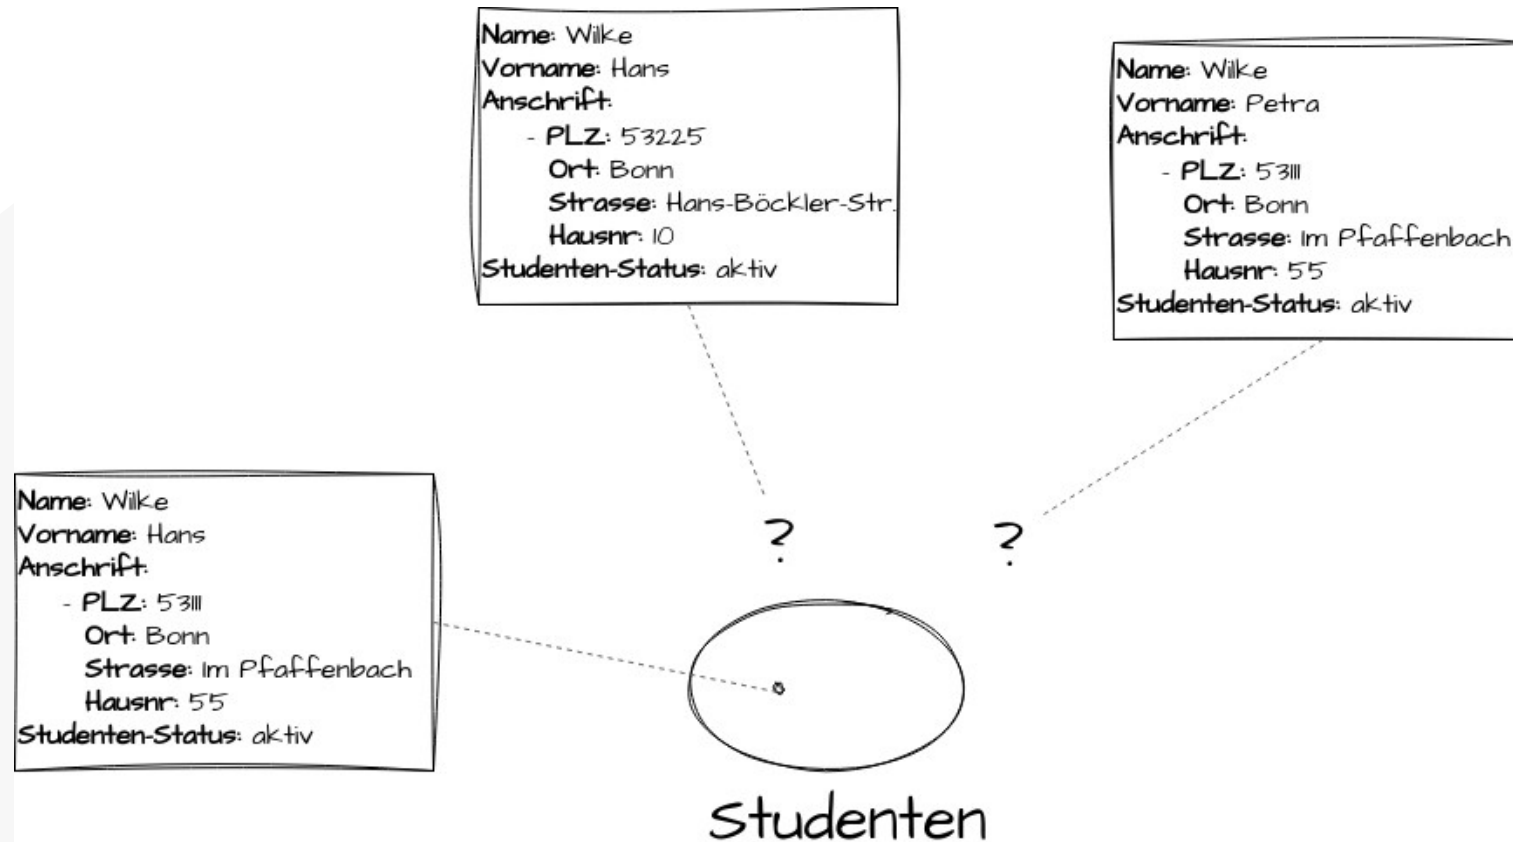 Name: Wilke
Vorname: Hans
Anschrift:
- PLZ: 53225
Ort: Bonn
Strasse: Hans-Böckler-Str.
Hausnr: 10
Studenten-Status: aktiv
Name: Wilke
Vorname: Petra
Anschrift:
- PLZ: 53111
Ort: Bonn
Strasse: Im Pfaffenbach
Hausnr: 55
Studenten-Status: aktiv
Name: Wilke
Vorname: Hans
Anschrift:
- PLZ: 53111
Ort: Bonn
Strasse: Im Pfaffenbach
Hausnr: 55
Studenten-Status: aktiv
?
?
Studenten